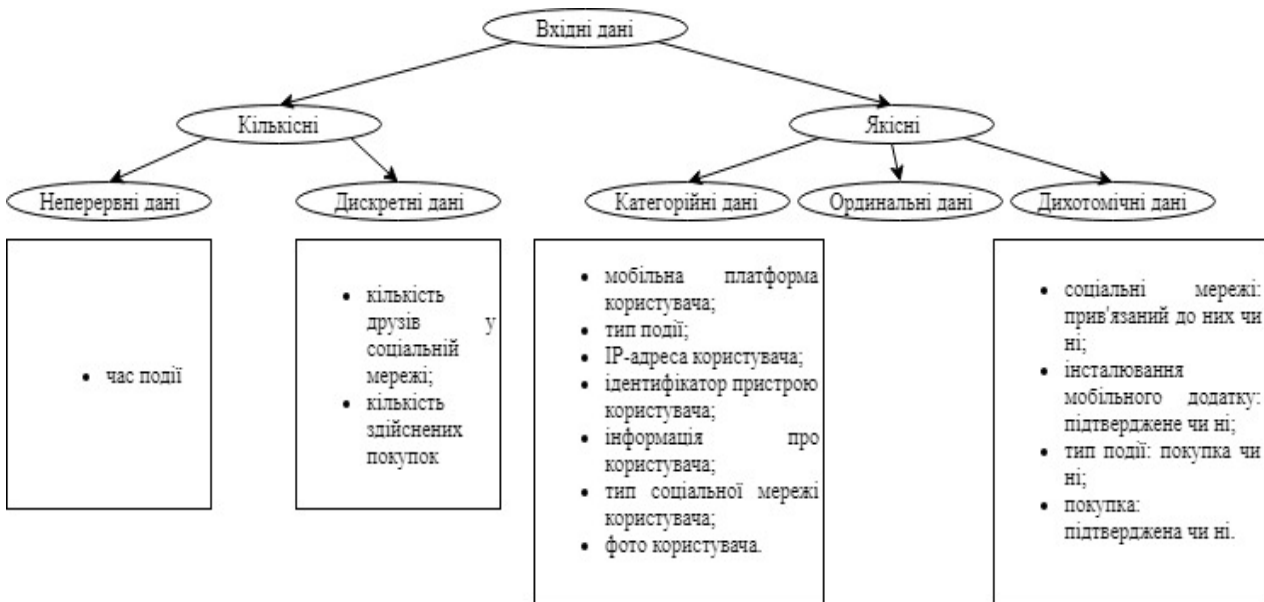 Вхідні дані
Кількісні
Якісні
Неперервні дані
Дискретні дані
Категорійні дані
Ординальні дані
Дихотомічні дані
• час події
• кількість
друзів у
соціальній
мережі;
• кількість
здійснених
покупок
• мобільна платформа
користувача;
• тип події;
• IP-адреса користувача;
• ідентифікатор пристрою
користувача;
• інформація про
користувача;
• тип соціальної мережі
користувача;
• фото користувача.
• соціальні мережі:
прив'язаний до них чи
ні;
• інсталювання
мобільного додатку:
підтверджене чи ні;
• тип події: покупка чи
ні;
• покупка:
підтверджена чи ні.